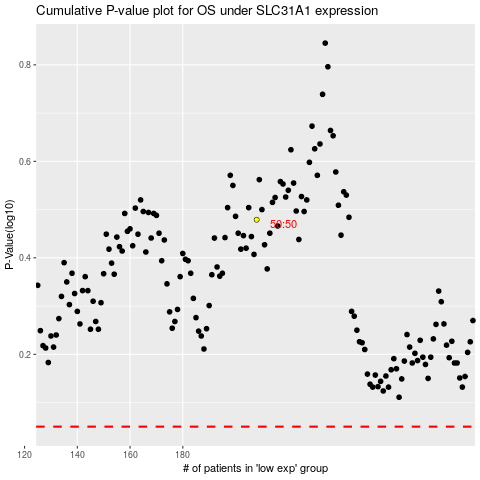 Cumulative P-value plot for OS under SLC31A1 expression
P-Value(log10)
0.8
0.6
0.4
0.2
50:50
120 140 160 180
# of patients in 'low exp' group